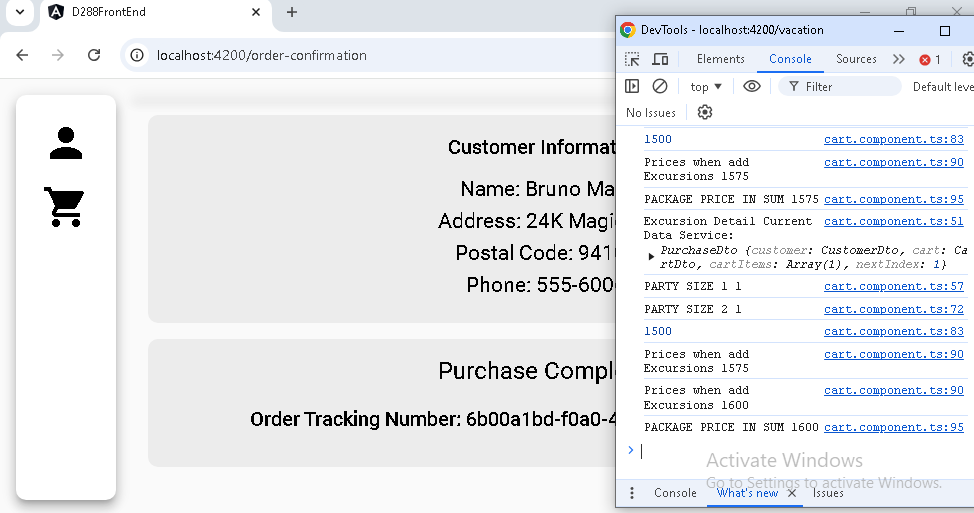 D288FrontEnd
localhost:4200/order-confirmation
Customer Informat
Name: Bruno Ma
Address: 24K Magi
Postal Code: 941
Phone: 555-600
Purchase Compl
Order Tracking Number: 6b00a1bd-f0a0-4
DevTools - localhost:4200/vacation
Elements Console Sources 1
top Filter Default leve
No Issues
1500 cart.component.ts:83
Prices when add cart.component.ts:90
Excursions 1575
PACKAGE PRICE IN SUM 1575 cart.component.ts:95
Excursion Detail Current cart.component.ts:51
Data Service:
PurchaseDto {customer: CustomerDto, cart: Ca
rtDto, cartItems: Array(1), nextIndex: 1}
PARTY SIZE 1 1 cart.component.ts:57
PARTY SIZE 2 1 cart.component.ts:72
1500 cart.component.ts:83
Prices when add cart.component.ts:90
Excursions 1575
Prices when add cart.component.ts:90
Excursions 1600
PACKAGE PRICE IN SUM 1600 cart.component.ts:95
Activate Windows
Go to Settings to activate Windows.
Console What's new Issues